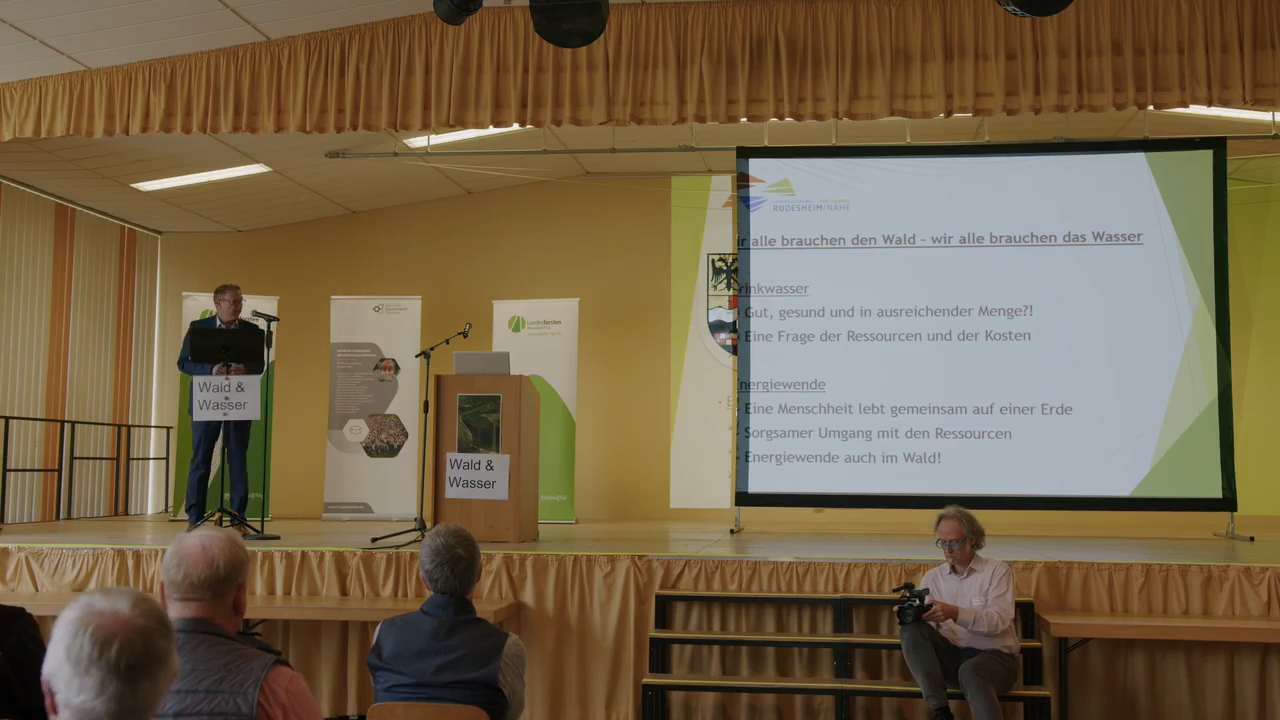 RÜDESHEIM/NAHE
ir alle brauchen den Wald - wir alle brauchen das Wasser
rinkwasser
- Gut, gesund und in ausreichender Menge?!
- Eine Frage der Ressourcen und der Kosten
nergiewende
- Eine Menschheit lebt gemeinsam auf einer Erde
- Sorgsamer Umgang mit den Ressourcen
- Energiewende auch im Wald!
Landesforsten
Wald &
Wasser
Wald &
Wasser